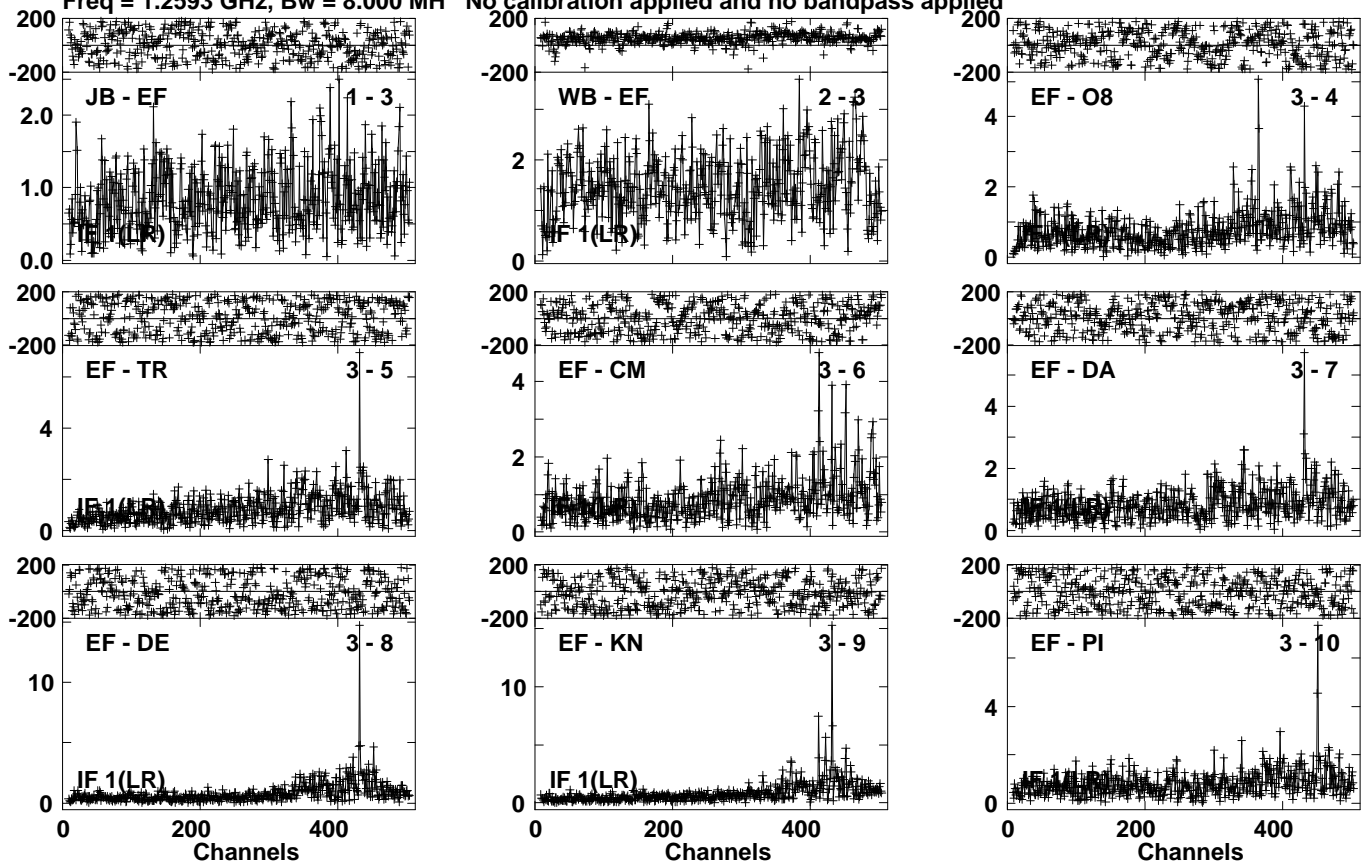 Freq = 1.2593 GHz, Bw = 8.000 MH No calibration applied and no bandpass applied
200 200 200
-200 -200 -200
JB - EF 1 - 3 WB - EF 2 - 3 EF - O8 3 - 4
2.0 4
2 2
1.0
IF 1(LR) IF 1(LR)
0.0 0 0
200 200 200
-200 -200 -200
EF - TR 3 - 5 EF - CM 3 - 6 EF - DA 3 - 7
4 4 4
2 2
IF 1(LR)
0 0 0
200 200 200
-200 -200 -200
EF - DE 3 - 8 EF - KN 3 - 9 EF - PI 3 - 10
10 10 4
IF 1(LR) IF 1(LR) IF 1(LR)
0 0 0
0 200 400 0 200 400 0 200 400
Channels Channels Channels